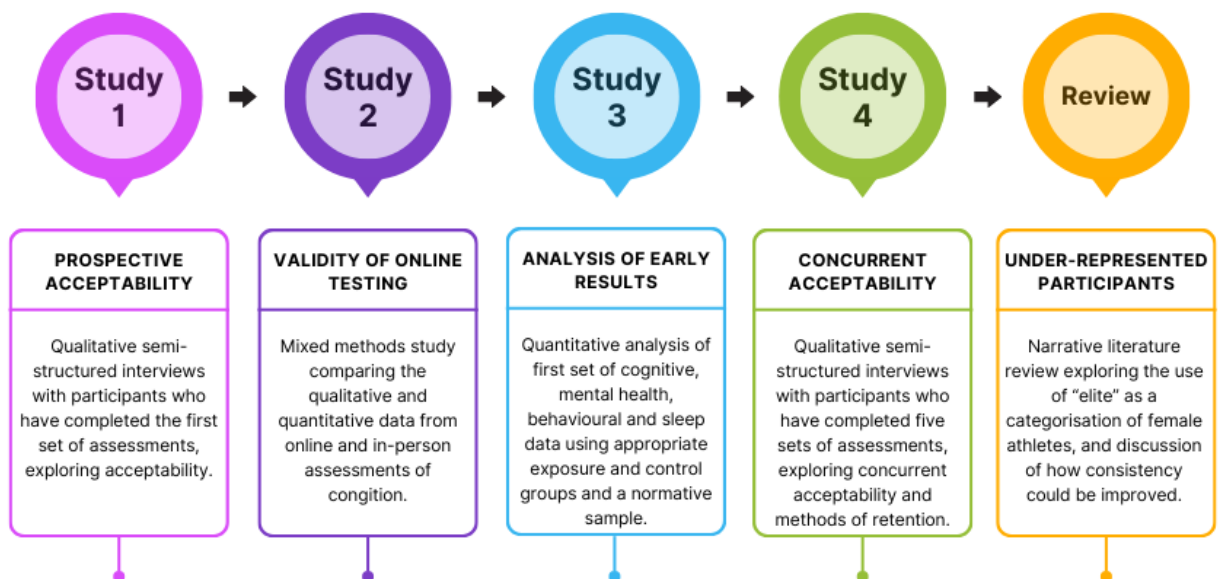 Study
1
Study
2
Study
3
Study
4
Review
PROSPECTIVE
ACCEPTABILITY
Qualitative semi-
structured interviews
with participants who
have completed the first
set of assessments,
exploring acceptability.
VALIDITY OF ONLINE
TESTING
Mixed methods study
comparing the
qualitative and
quantitative data from
online and in-person
assessments of
congition.
ANALYSIS OF EARLY
RESULTS
Quantitative analysis of
first set of cognitive,
mental health,
behavioural and sleep
data using appropriate
exposure and control
groups and a normative
sample.
CONCURRENT
ACCEPTABILITY
Qualitative semi-
structured interviews
with participants who
have completed five
sets of assessments,
exploring concurrent
acceptability and
methods of retention.
UNDER-REPRESENTED
PARTICIPANTS
Narrative literature
review exploring the use
of “elite” as a
categorisation of female
athletes, and discussion
of how consistency
could be improved.